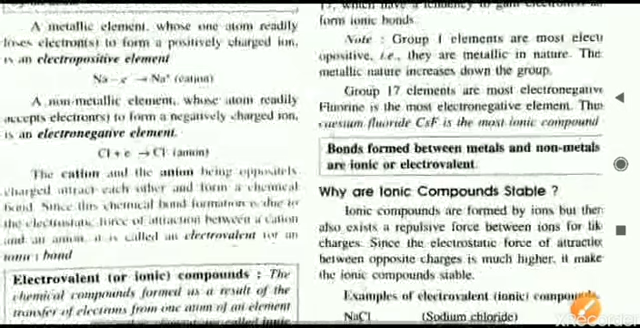 A metallic element, whose one atom readily
loses electron(s) to form a positively charged ion,
is an electropositive element
Na – e → Na⁺ (cation)
A non-metallic element, whose atom readily
accepts electron(s) to form a negatively charged ion,
is an electronegative element.
Cl + e → Cl⁻ (anion)
The cation and the anion being oppositely
charged attract each other and form a chemical
bond. Since this chemical bond formation is due to
the electrostatic force of attraction between a cation
and an anion, it is called an electrovalent (or an
ionic) bond
Electrovalent (or ionic) compounds : The
chemical compounds formed as a result of the
transfer of electrons from one atom of an element
17, which have a tendency to gain electrons
form ionic bonds.
Note : Group 1 elements are most elect
opositive, i.e., they are metallic in nature. The
metallic nature increases down the group.
Group 17 elements are most electronegative
Fluorine is the most electronegative element. Thus
caesium fluoride CsF is the most ionic compound
Bonds formed between metals and non-metals
are ionic or electrovalent.
Why are Ionic Compounds Stable ?
Ionic compounds are formed by ions but ther
also exists a repulsive force between ions for lik
charges. Since the electrostatic force of attractio
between opposite charges is much higher, it make
the ionic compounds stable.
Examples of electrovalent (ionic) compounds
NaCl (Sodium chloride)